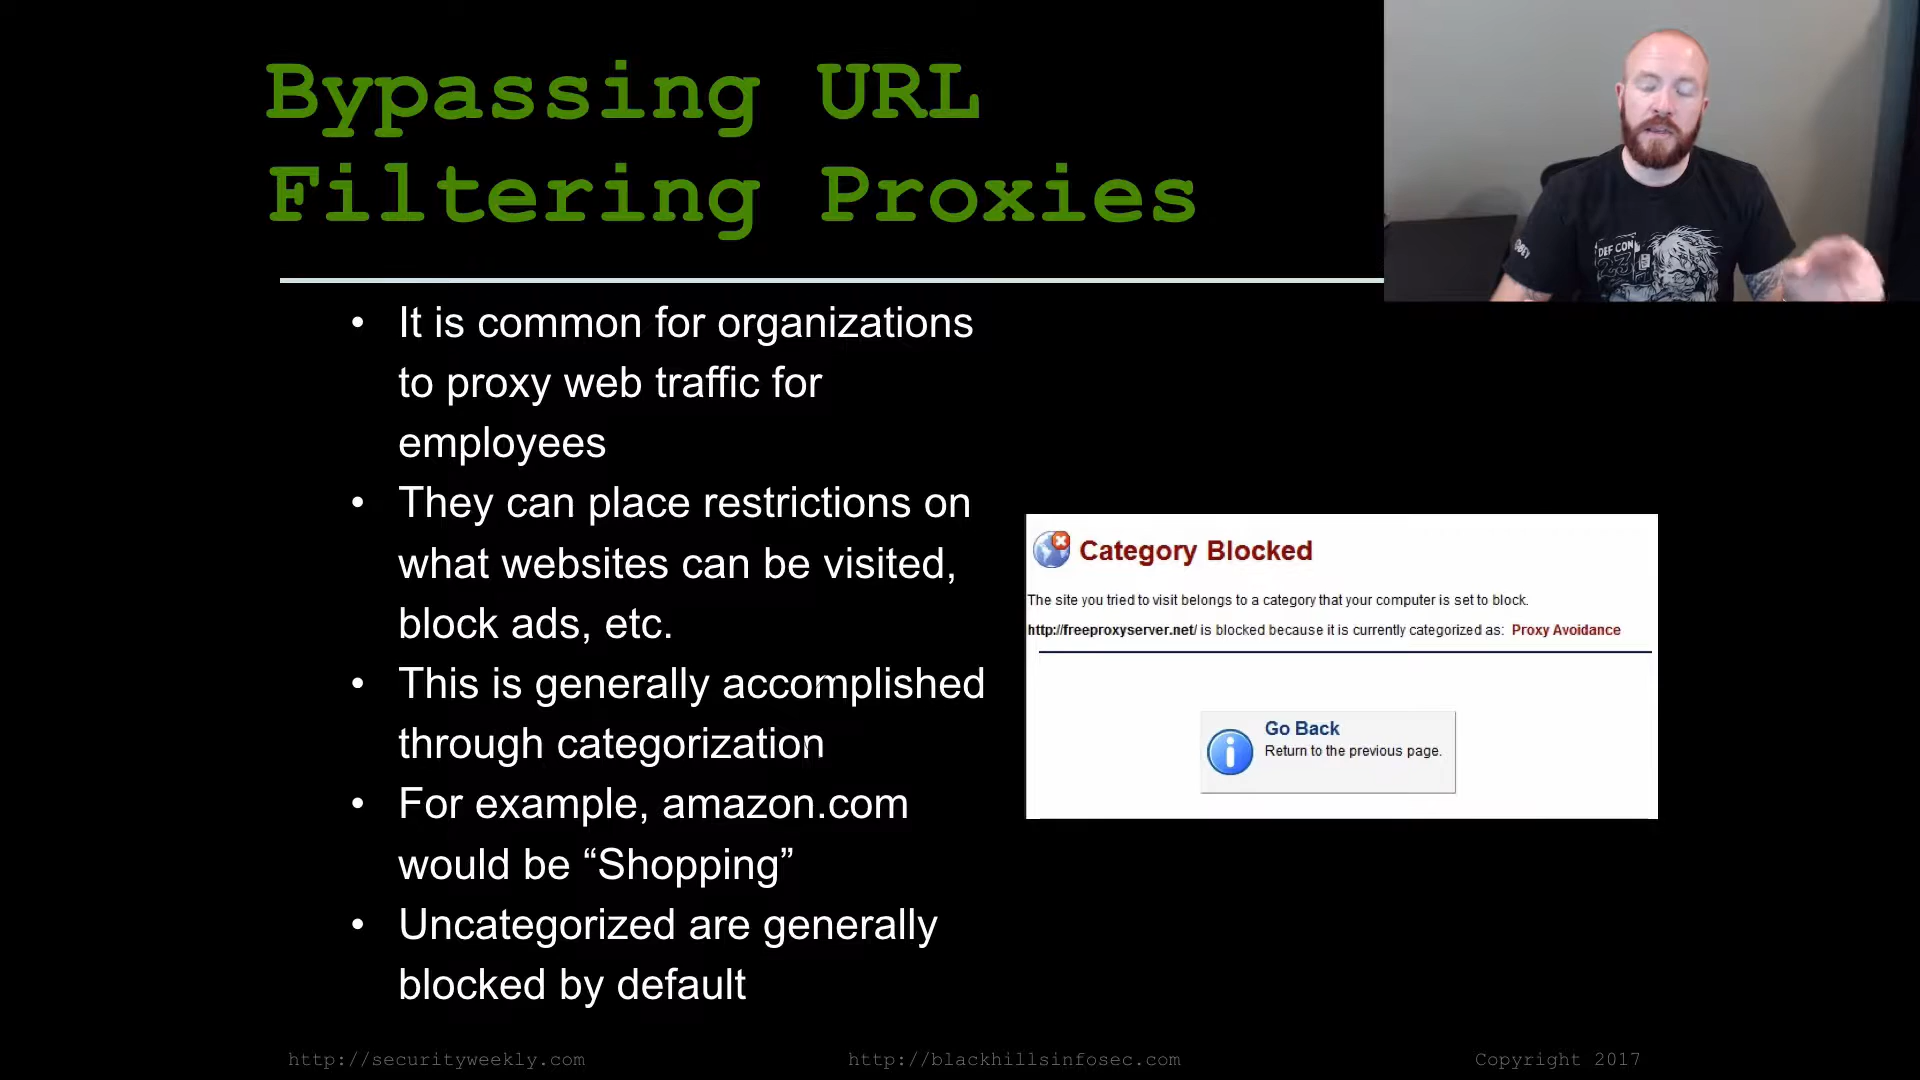 Bypassing URL
Filtering Proxies
DEF CON
23
• It is common for organizations
to proxy web traffic for
employees
• They can place restrictions on
what websites can be visited,
block ads, etc.
• This is generally accomplished
through categorization
• For example, amazon.com
would be “Shopping”
• Uncategorized are generally
blocked by default
Category Blocked
The site you tried to visit belongs to a category that your computer is set to block.
http://freeproxyserver.net/ is blocked because it is currently categorized as: Proxy Avoidance
Go Back
Return to the previous page.
http://securityweekly.com
http://blackhillsinfosec.com
Copyright 2017